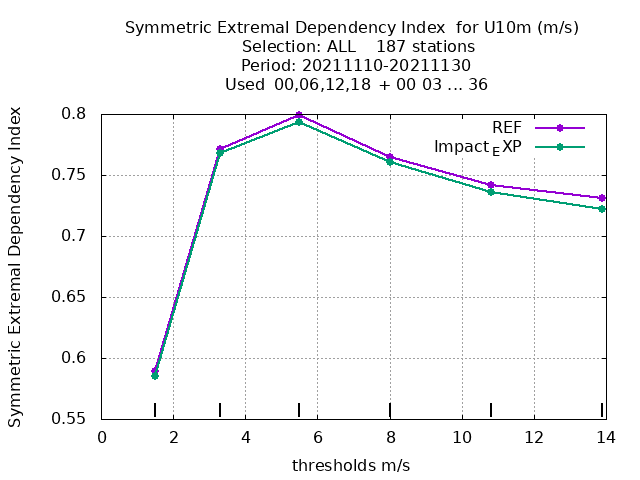 Symmetric Extremal Dependency Index for U10m (m/s)
Selection: ALL 187 stations
Period: 20211110-20211130
Used 00,06,12,18 + 00 03 ... 36
REF
Impact_EXP
Symmetric Extremal Dependency Index
0.8
0.75
0.7
0.65
0.6
0.55
0 2 4 6 8 10 12 14
thresholds m/s